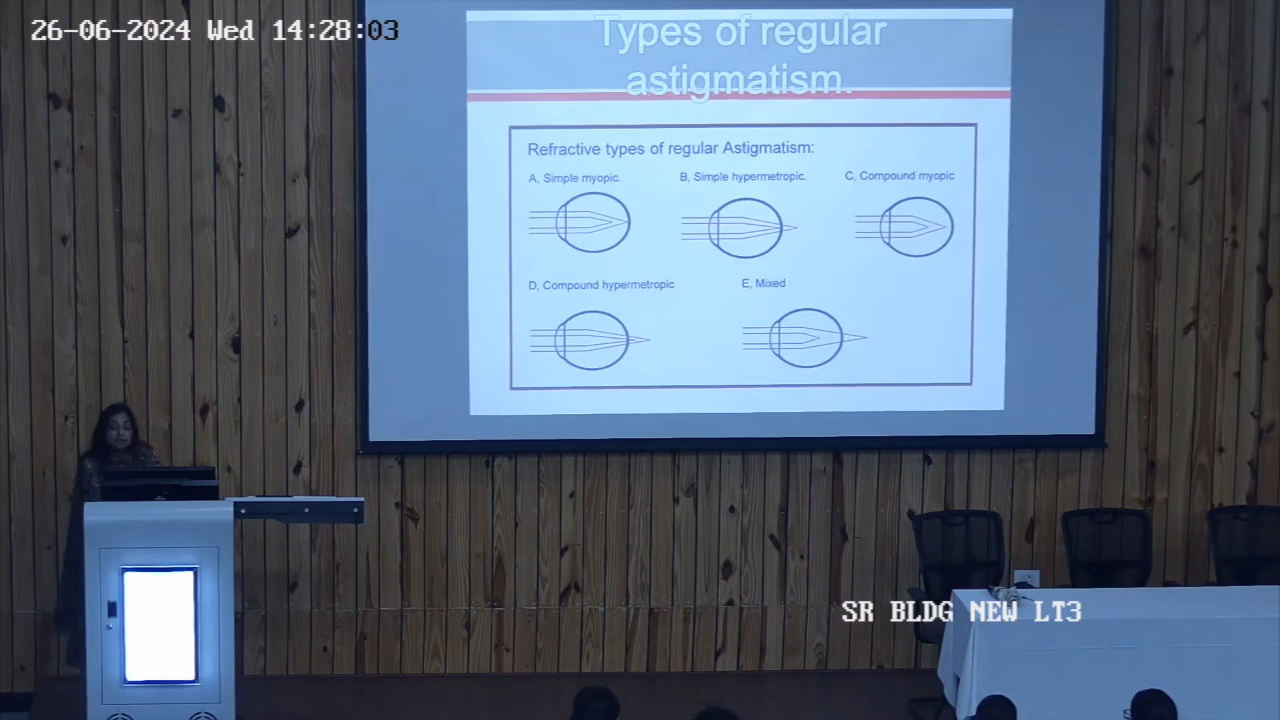 26-06-2024 Wed 14:28:03
Types of regular
astigmatism.
Refractive types of regular Astigmatism:
A, Simple myopic.
B, Simple hypermetropic.
C, Compound myopic
D, Compound hypermetropic
E, Mixed
SR BLDG NEW LT3